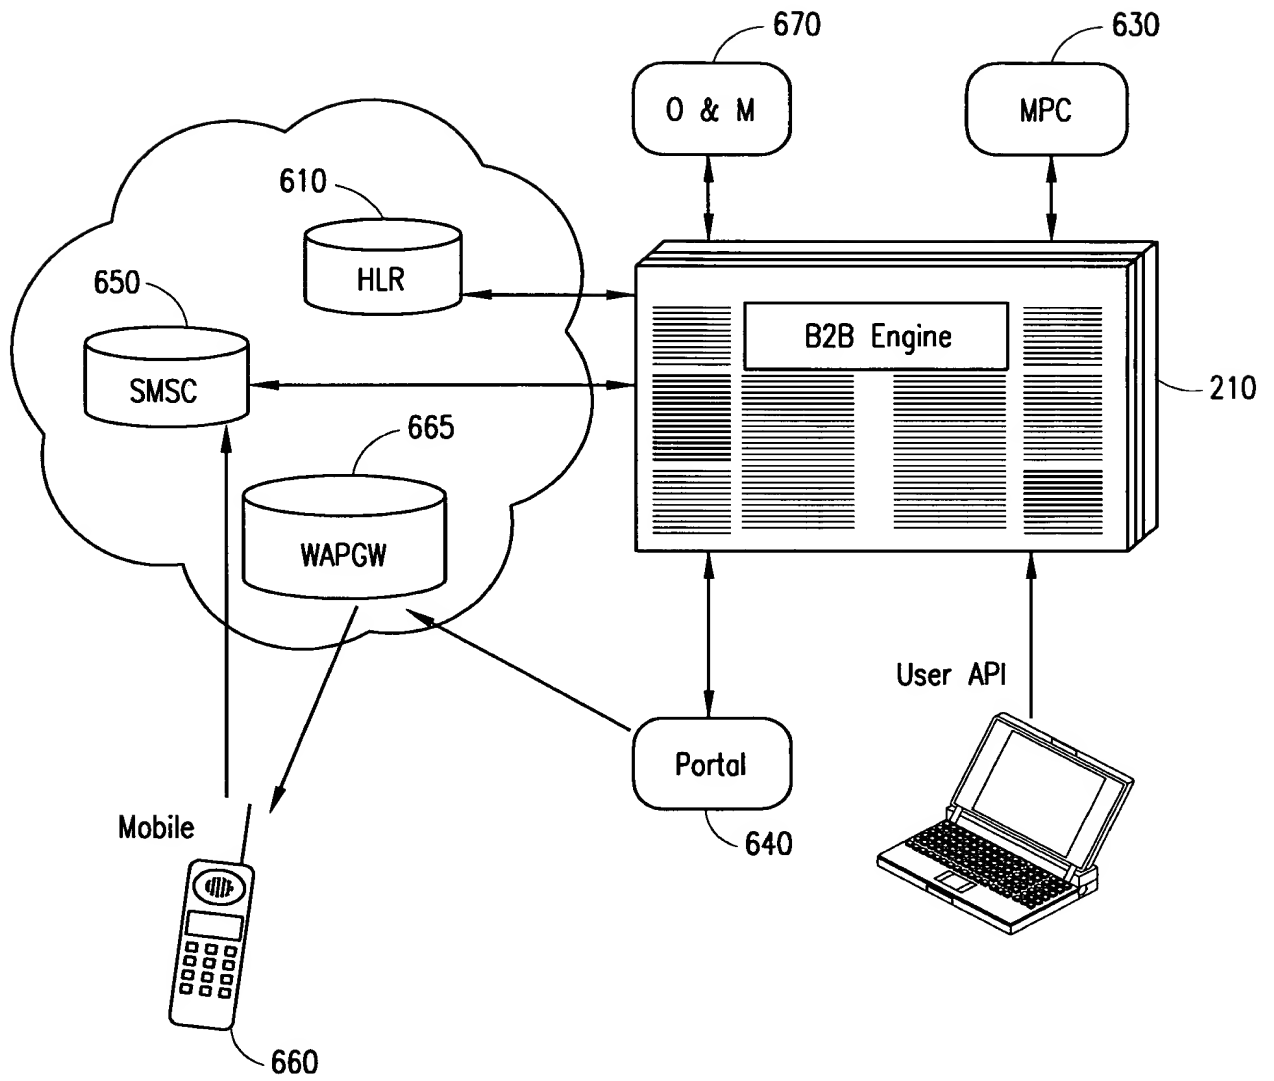 670
630
O & M
MPC
610
HLR
650
SMSC
B2B Engine
210
665
WAPGW
User API
Portal
Mobile
640
660